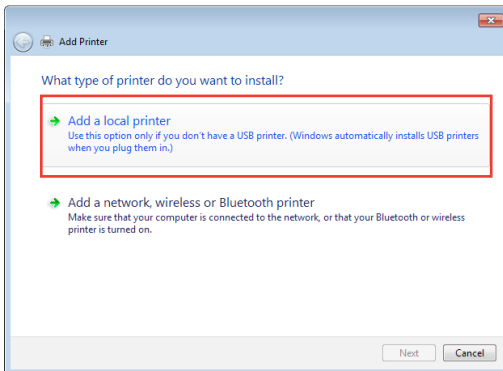 Add Printer
What type of printer do you want to install?
Add a local printer
Use this option only if you don't have a USB printer. (Windows automatically installs USB printers
when you plug them in.)
Add a network, wireless or Bluetooth printer
Make sure that your computer is connected to the network, or that your Bluetooth or wireless
printer is turned on.
Next
Cancel